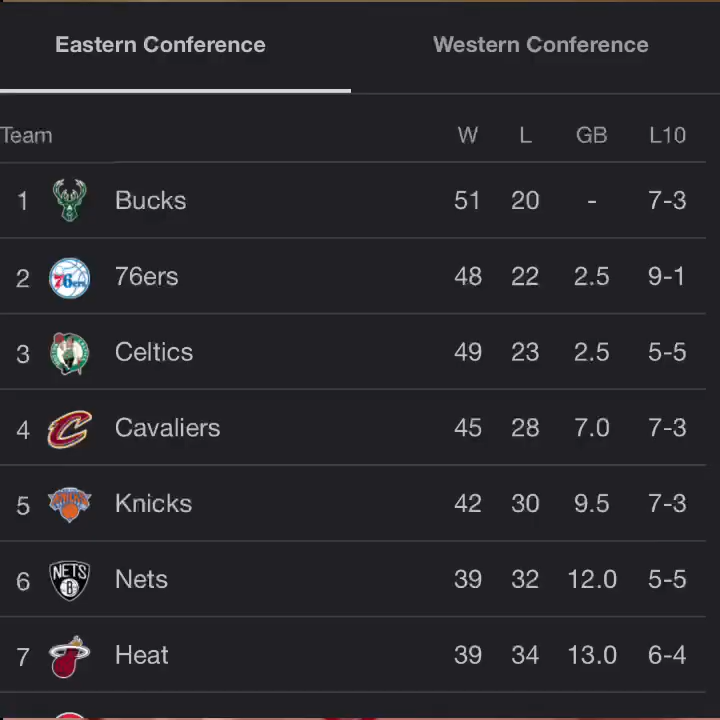 Eastern Conference Western Conference
Team W L GB L10
1 Bucks 51 20 - 7-3
2 76ers 76ers 48 22 2.5 9-1
3 Celtics 49 23 2.5 5-5
4 Cavaliers 45 28 7.0 7-3
5 Knicks 42 30 9.5 7-3
6 NETS B Nets 39 32 12.0 5-5
7 Heat 39 34 13.0 6-4